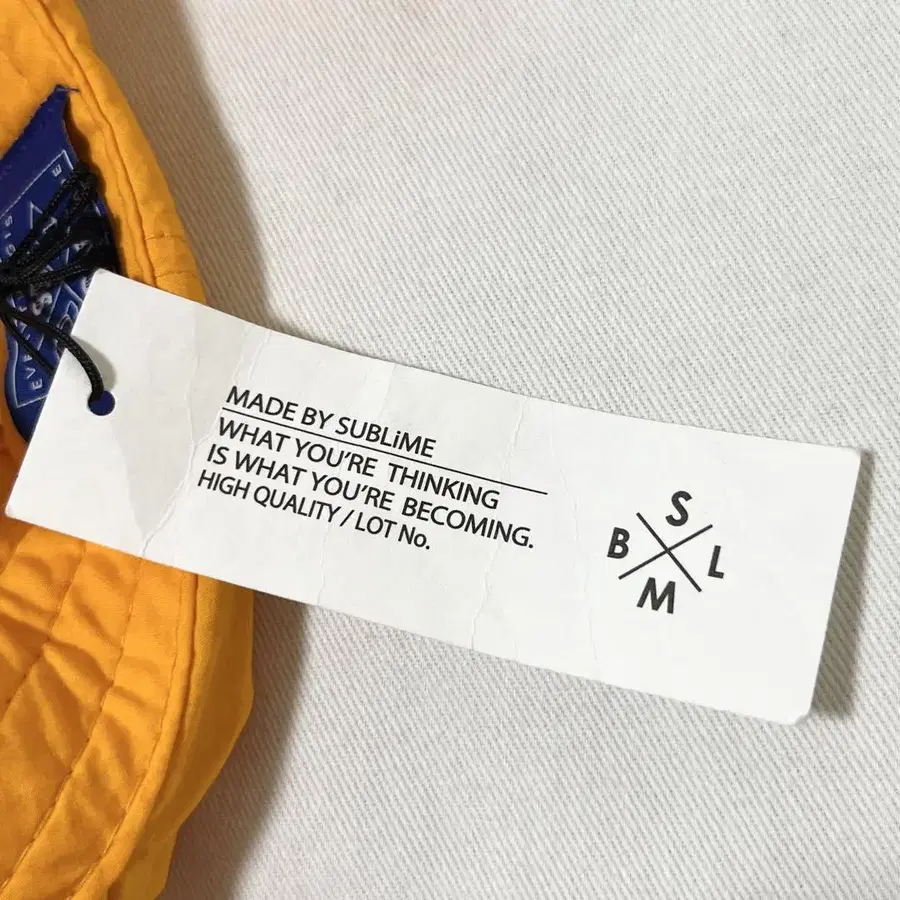 MADE BY SUBLiME
WHAT YOU'RE THINKING
IS WHAT YOU'RE BECOMING.
HIGH QUALITY / LOT No.
S
B L
M